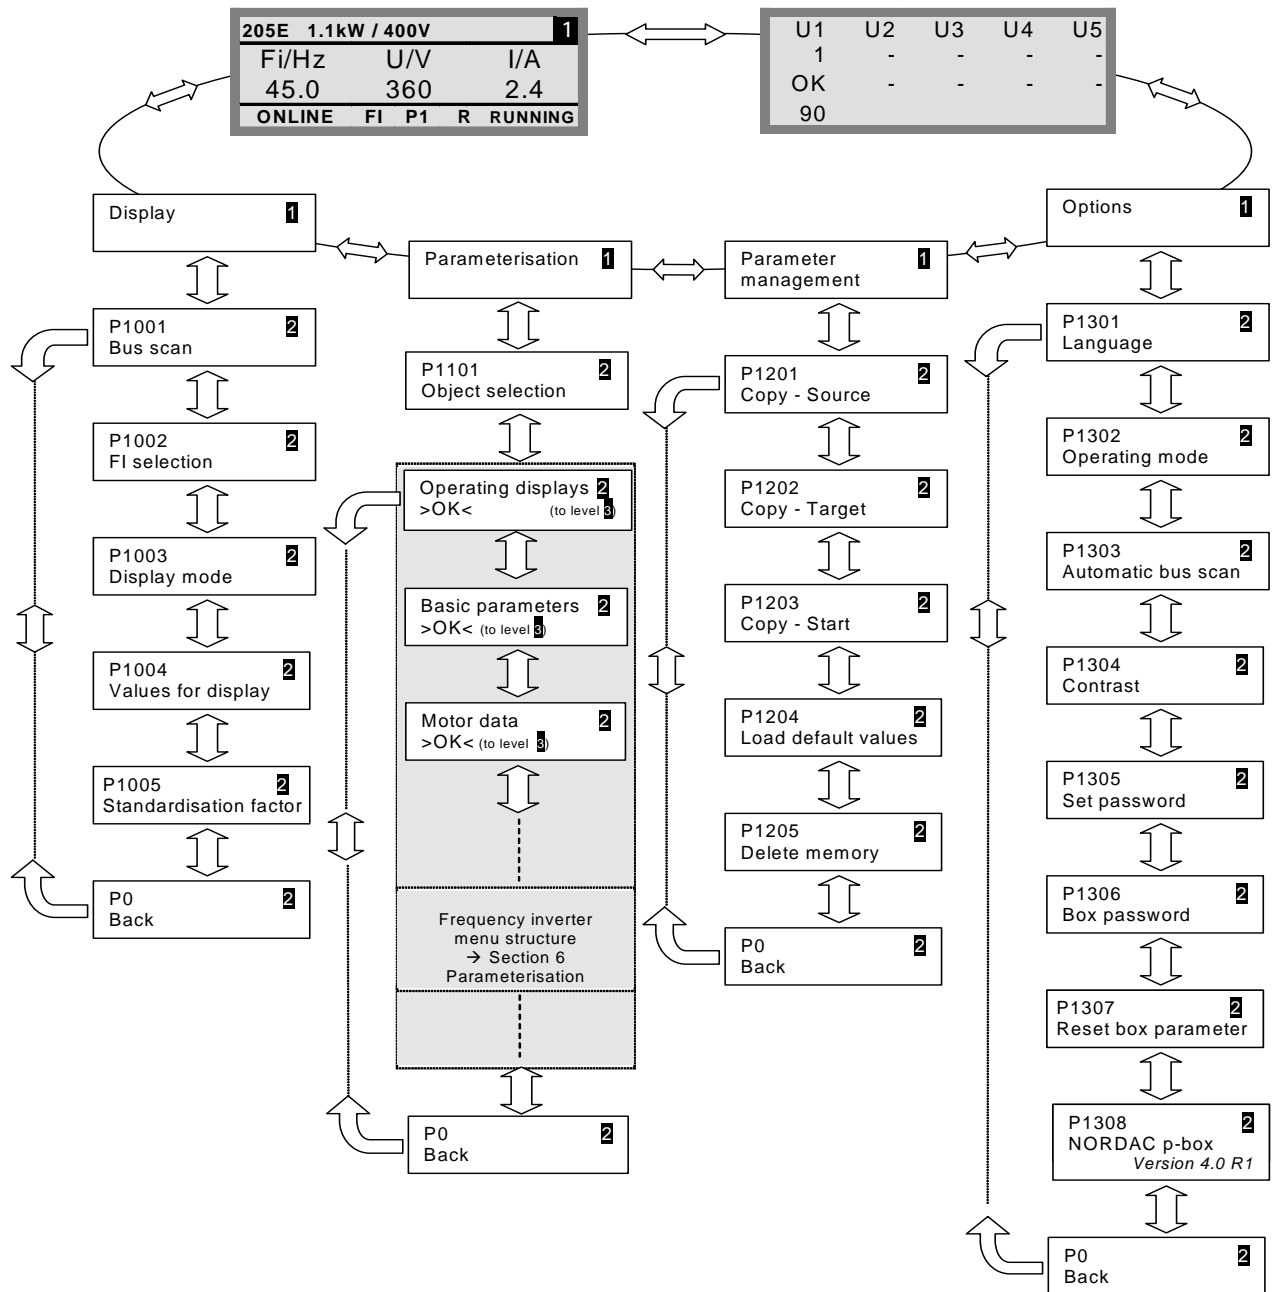 205E 1.1kW / 400V 1
Fi/Hz U/V I/A
45.0 360 2.4
ONLINE FI P1 R RUNNING
U1 U2 U3 U4 U5
1 - - - -
OK - - - -
90
Display 1
P1001 2
Bus scan
P1002 2
FI selection
P1003 2
Display mode
P1004 2
Values for display
P1005 2
Standardisation factor
P0 2
Back
Parameterisation 1
P1101 2
Object selection
Operating displays 2
>OK< (to level 3)
Basic parameters 2
>OK< (to level 3)
Motor data 2
>OK< (to level 3)
Frequency inverter
menu structure
→ Section 6
Parameterisation
P0 2
Back
Parameter 1
management
P1201 2
Copy - Source
P1202 2
Copy - Target
P1203 2
Copy - Start
P1204 2
Load default values
P1205 2
Delete memory
P0 2
Back
Options 1
P1301 2
Language
P1302 2
Operating mode
P1303 2
Automatic bus scan
P1304 2
Contrast
P1305 2
Set password
P1306 2
Box password
P1307 2
Reset box parameter
P1308 2
NORDAC p-box
Version 4.0 R1
P0 2
Back